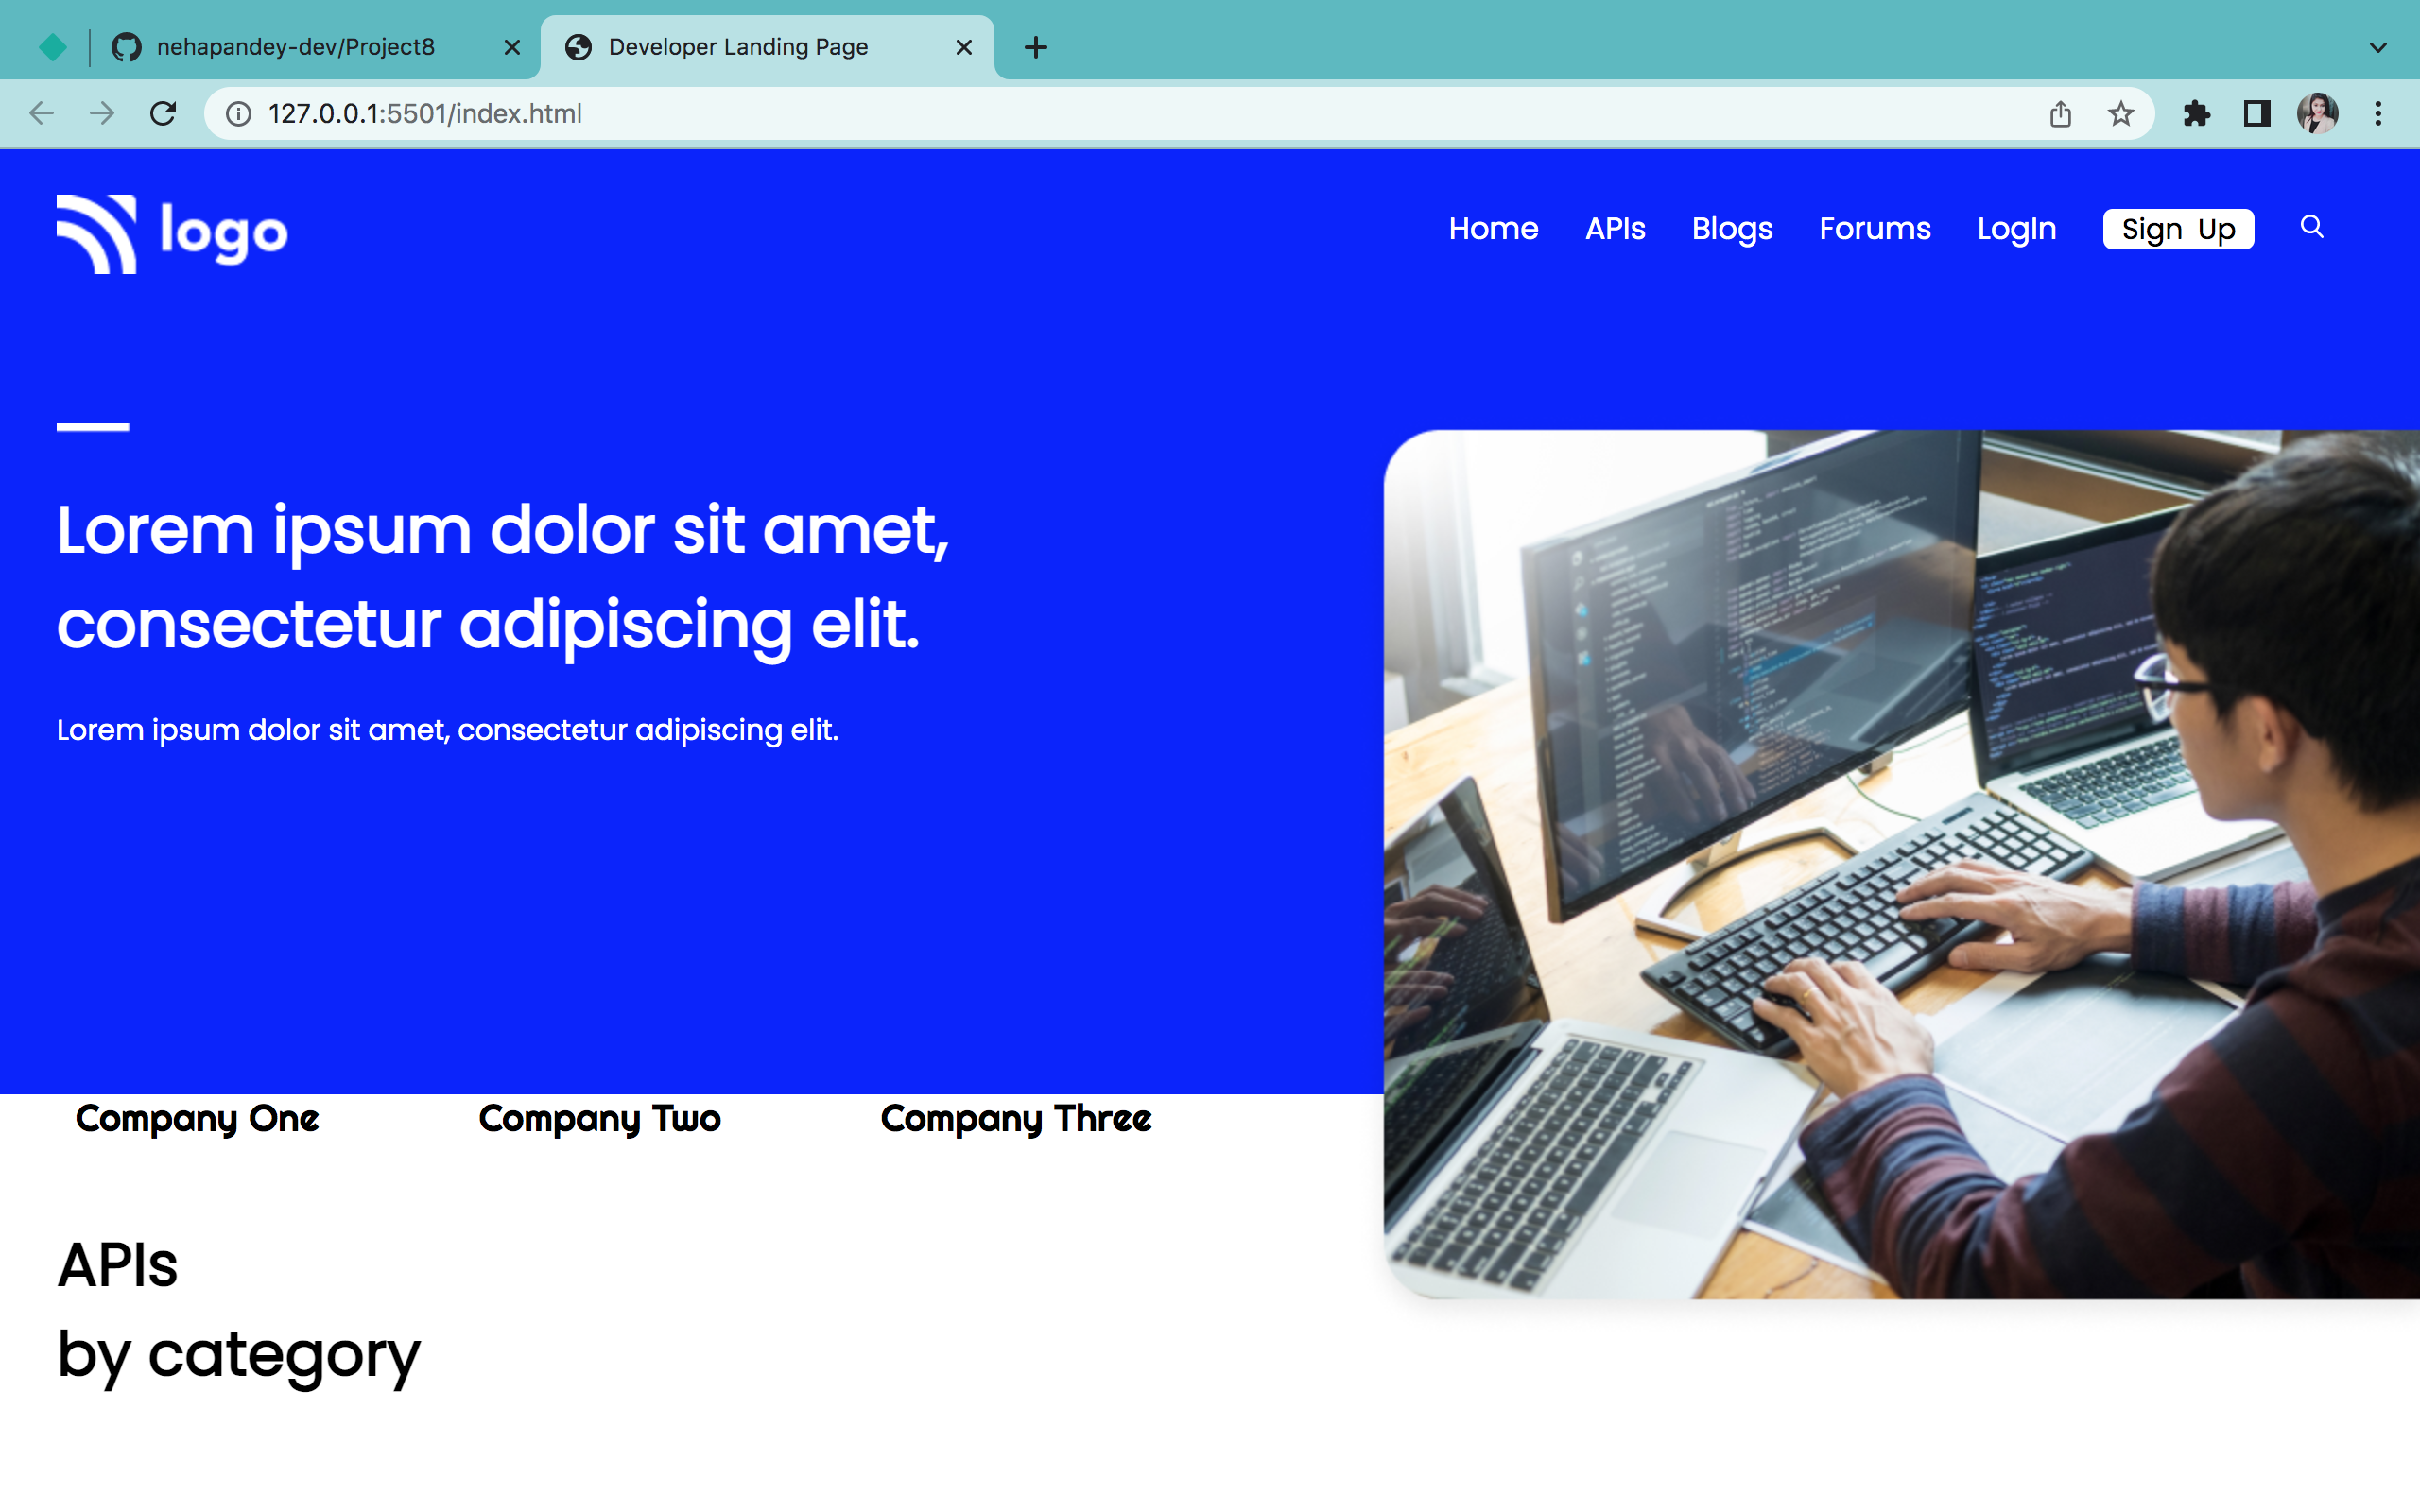 nehapandey-dev/Project8
Developer Landing Page
127.0.0.1:5501/index.html
logo
Home APIs Blogs Forums LogIn Sign Up
Lorem ipsum dolor sit amet,
consectetur adipiscing elit.
Lorem ipsum dolor sit amet, consectetur adipiscing elit.
Company One Company Two Company Three
APIs
by category